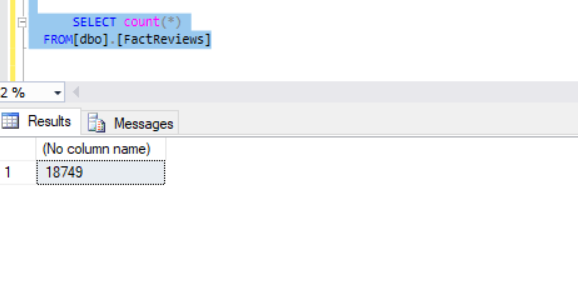 SELECT count(*)
FROM[dbo].[FactReviews]
2 %
Results Messages
(No column name)
1 18749